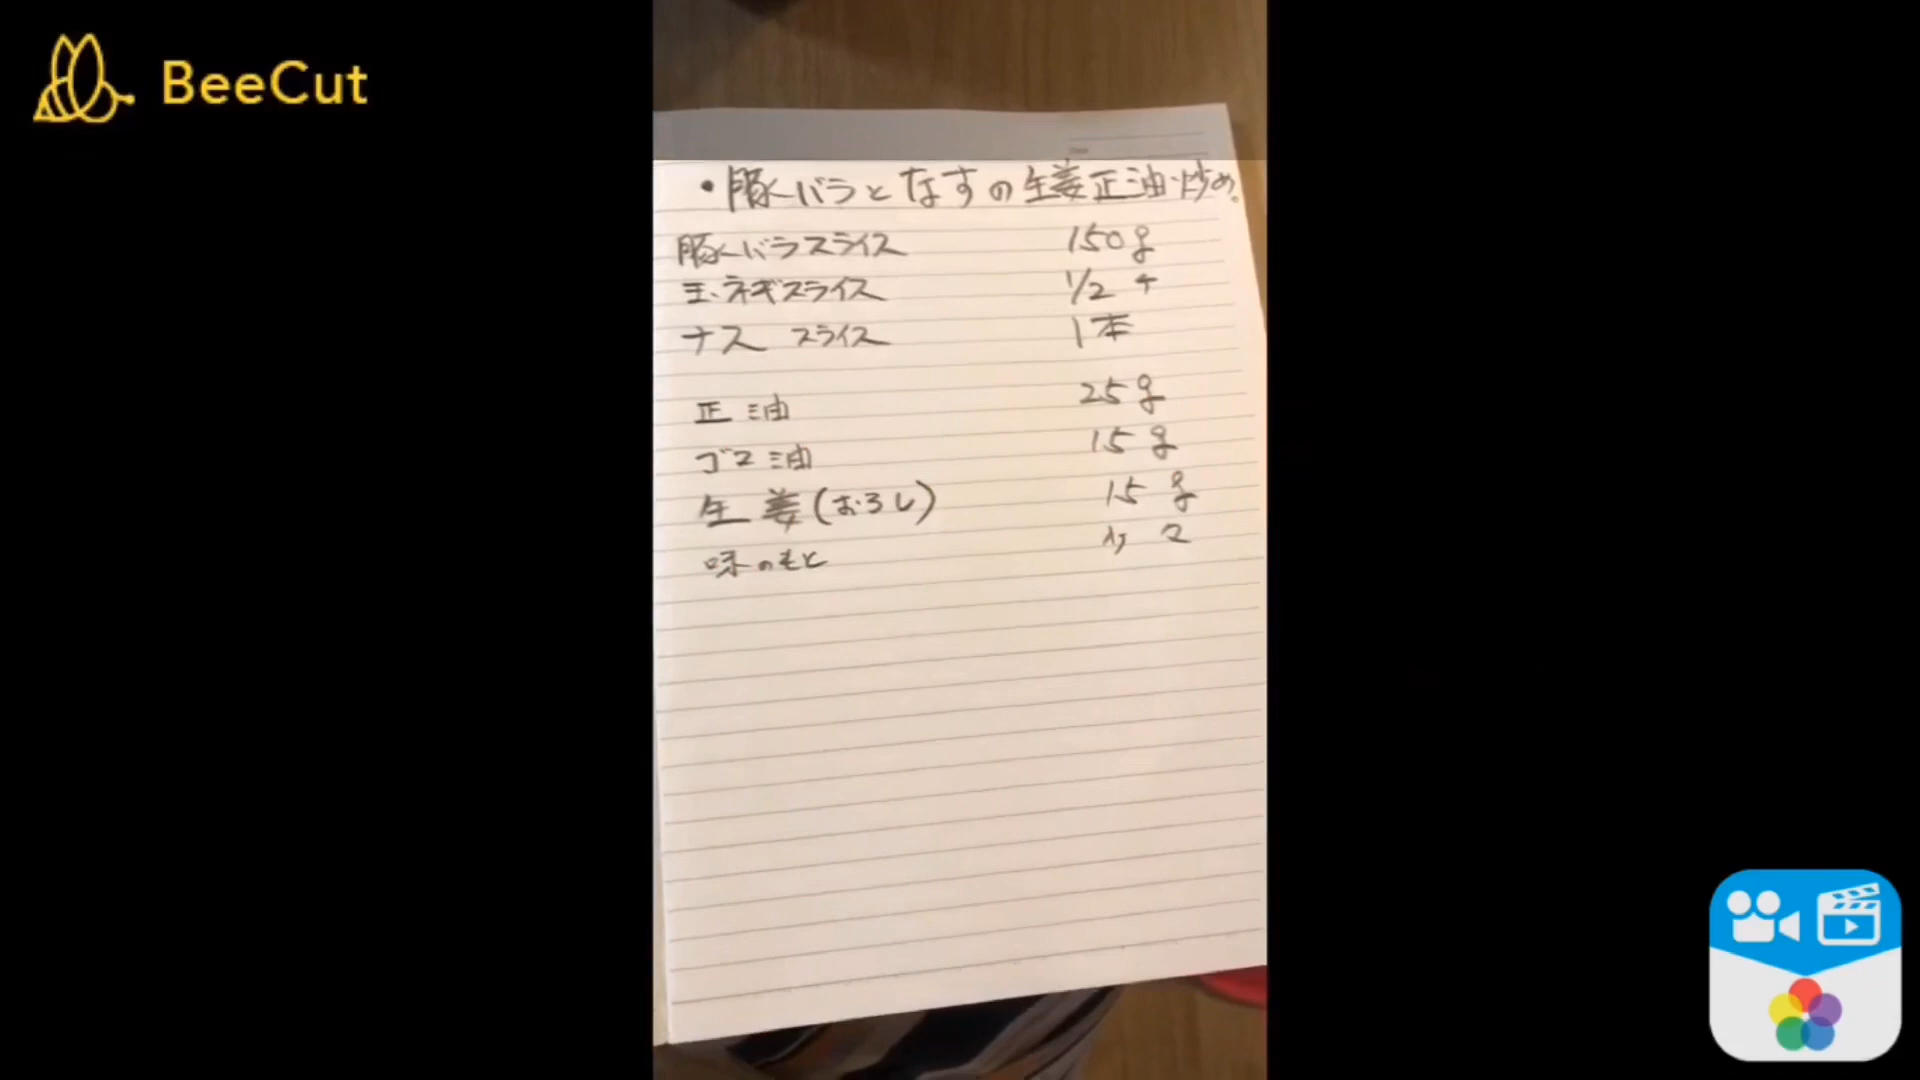 BeeCut
Date
・豚バラとなすの生姜正油炒め。
豚バラスライス 150g
玉ネギスライス 1/2ケ
ナス スライス 1本
正油 25g
ゴマ油 15g
生姜(おろし) 15g
味のもと 少々